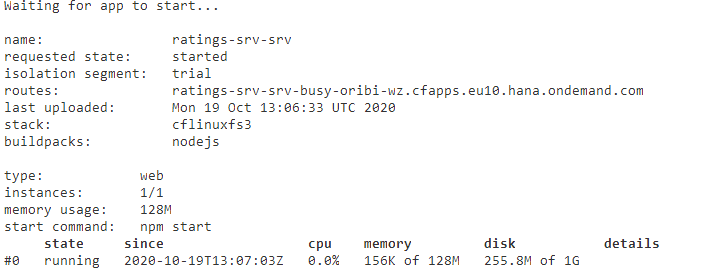 Waiting for app to start...
name: ratings-srv-srv
requested state: started
isolation segment: trial
routes: ratings-srv-srv-busy-oribi-wz.cfapps.eu10.hana.ondemand.com
last uploaded: Mon 19 Oct 13:06:33 UTC 2020
stack: cflinuxfs3
buildpacks: nodejs
type: web
instances: 1/1
memory usage: 128M
start command: npm start
state since cpu memory disk details
#0 running 2020-10-19T13:07:03Z 0.0% 156K of 128M 255.8M of 1G